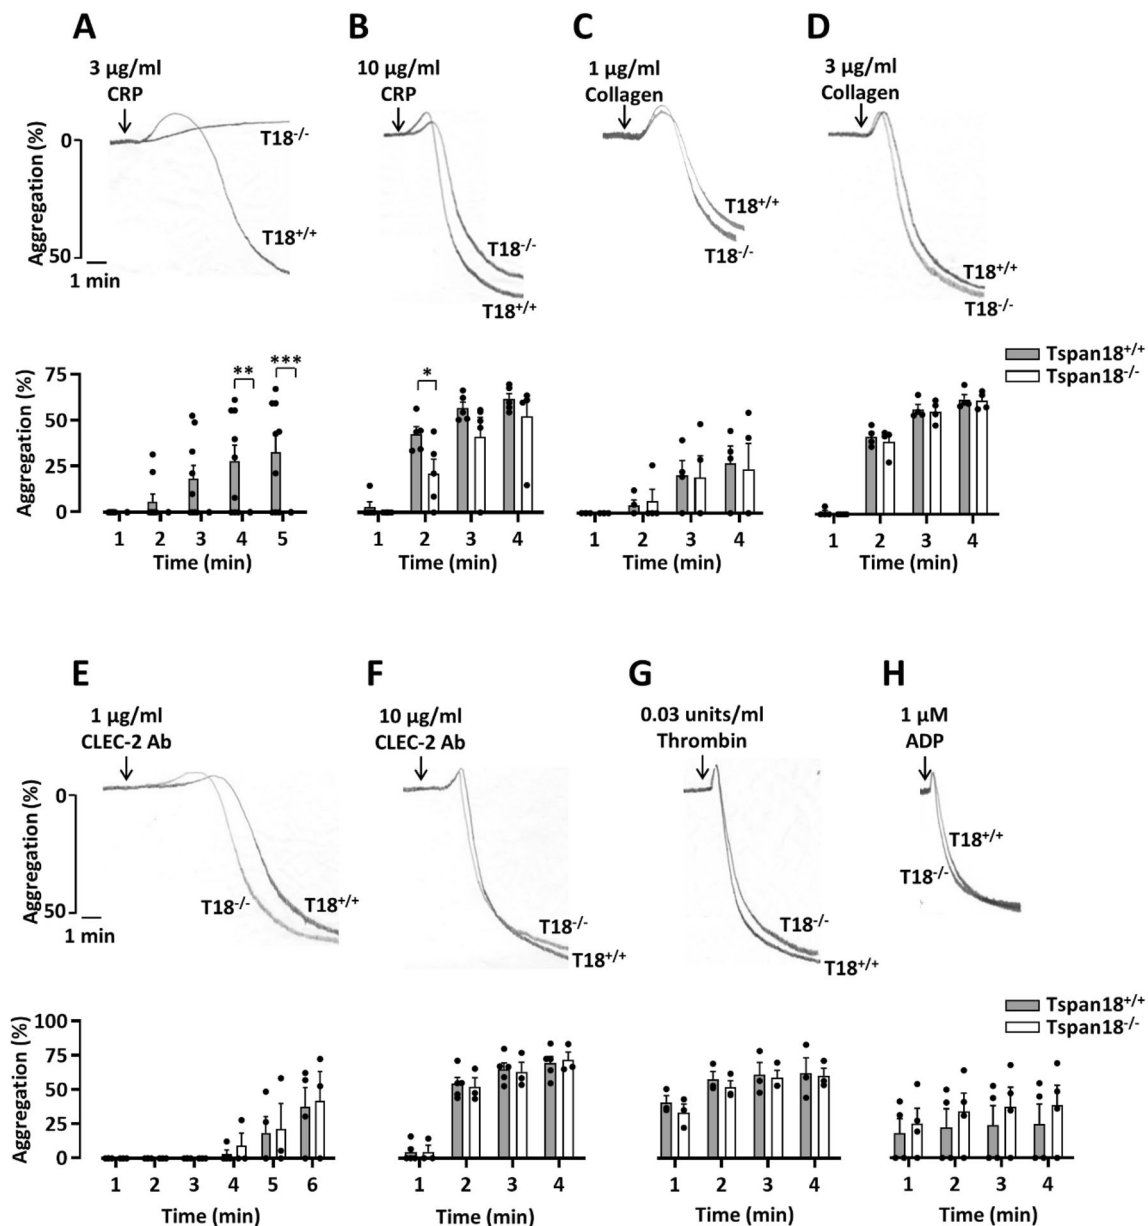 A
B
C
D
3 µg/ml
CRP
10 µg/ml
CRP
1 µg/ml
Collagen
3 µg/ml
Collagen
Aggregation (%)
0
50
1 min
T18-/-
T18+/+
T18-/-
T18+/+
T18+/+
T18-/-
T18+/+
T18-/-
Tspan18+/+
Tspan18-/-
Aggregation (%)
75
50
25
0
** ***
*
1 2 3 4 5
Time (min)
1 2 3 4
Time (min)
1 2 3 4
Time (min)
1 2 3 4
Time (min)
E
F
G
H
1 µg/ml
CLEC-2 Ab
10 µg/ml
CLEC-2 Ab
0.03 units/ml
Thrombin
1 µM
ADP
Aggregation (%)
0
50
1 min
T18-/-
T18+/+
T18-/-
T18+/+
T18-/-
T18+/+
T18+/+
T18-/-
Tspan18+/+
Tspan18-/-
Aggregation (%)
100
75
50
25
0
1 2 3 4 5 6
Time (min)
1 2 3 4
Time (min)
1 2 3 4
Time (min)
1 2 3 4
Time (min)